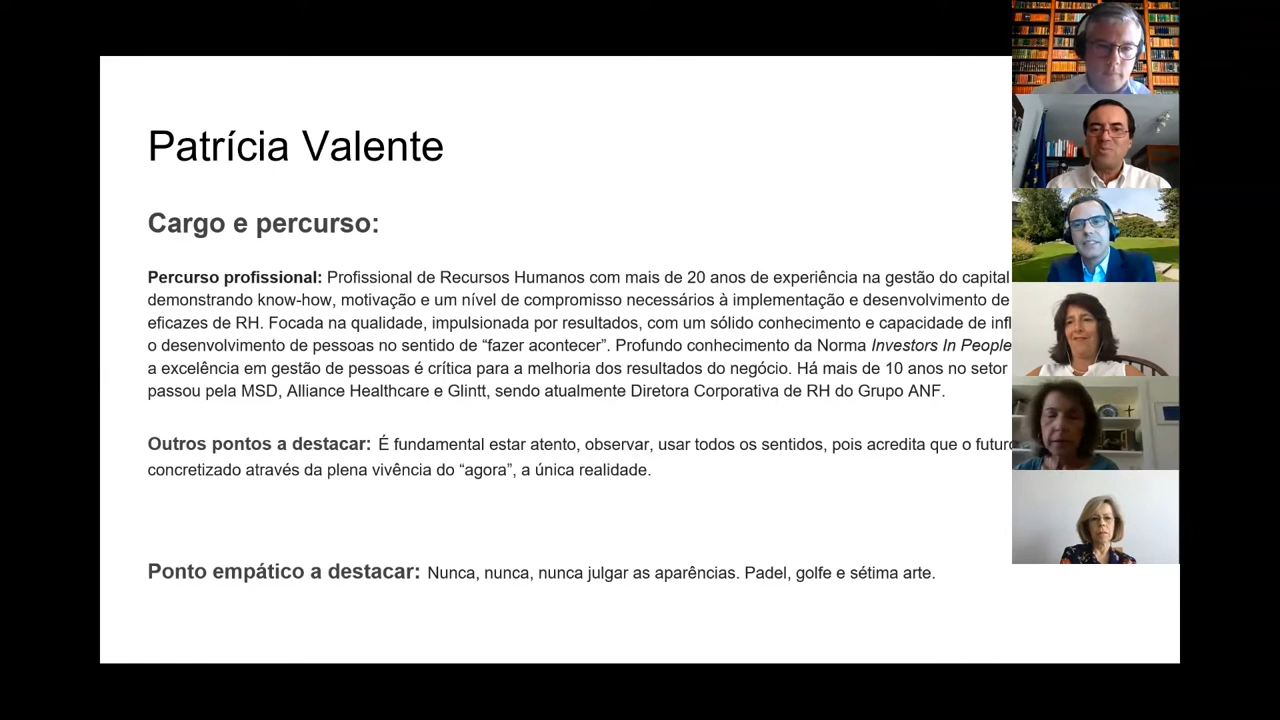 Patrícia Valente
Cargo e percurso:
Percurso profissional: Profissional de Recursos Humanos com mais de 20 anos de experiência na gestão do capital
demonstrando know-how, motivação e um nível de compromisso necessários à implementação e desenvolvimento de
eficazes de RH. Focada na qualidade, impulsionada por resultados, com um sólido conhecimento e capacidade de infl
o desenvolvimento de pessoas no sentido de “fazer acontecer”. Profundo conhecimento da Norma Investors In People
a excelência em gestão de pessoas é crítica para a melhoria dos resultados do negócio. Há mais de 10 anos no setor
passou pela MSD, Alliance Healthcare e Glintt, sendo atualmente Diretora Corporativa de RH do Grupo ANF.
Outros pontos a destacar: É fundamental estar atento, observar, usar todos os sentidos, pois acredita que o futuro
concretizado através da plena vivência do “agora”, a única realidade.
Ponto empático a destacar: Nunca, nunca, nunca julgar as aparências. Padel, golfe e sétima arte.